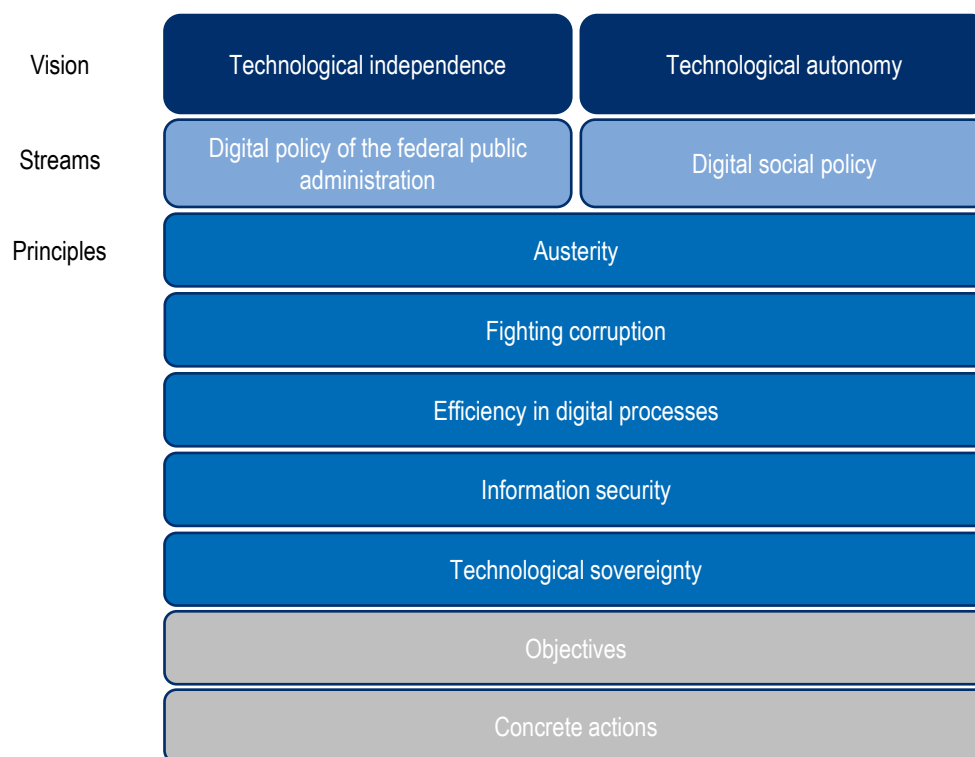 Vision
Technological independence
Technological autonomy
Streams
Digital policy of the federal public
administration
Digital social policy
Principles
Austerity
Fighting corruption
Efficiency in digital processes
Information security
Technological sovereignty
Objectives
Concrete actions